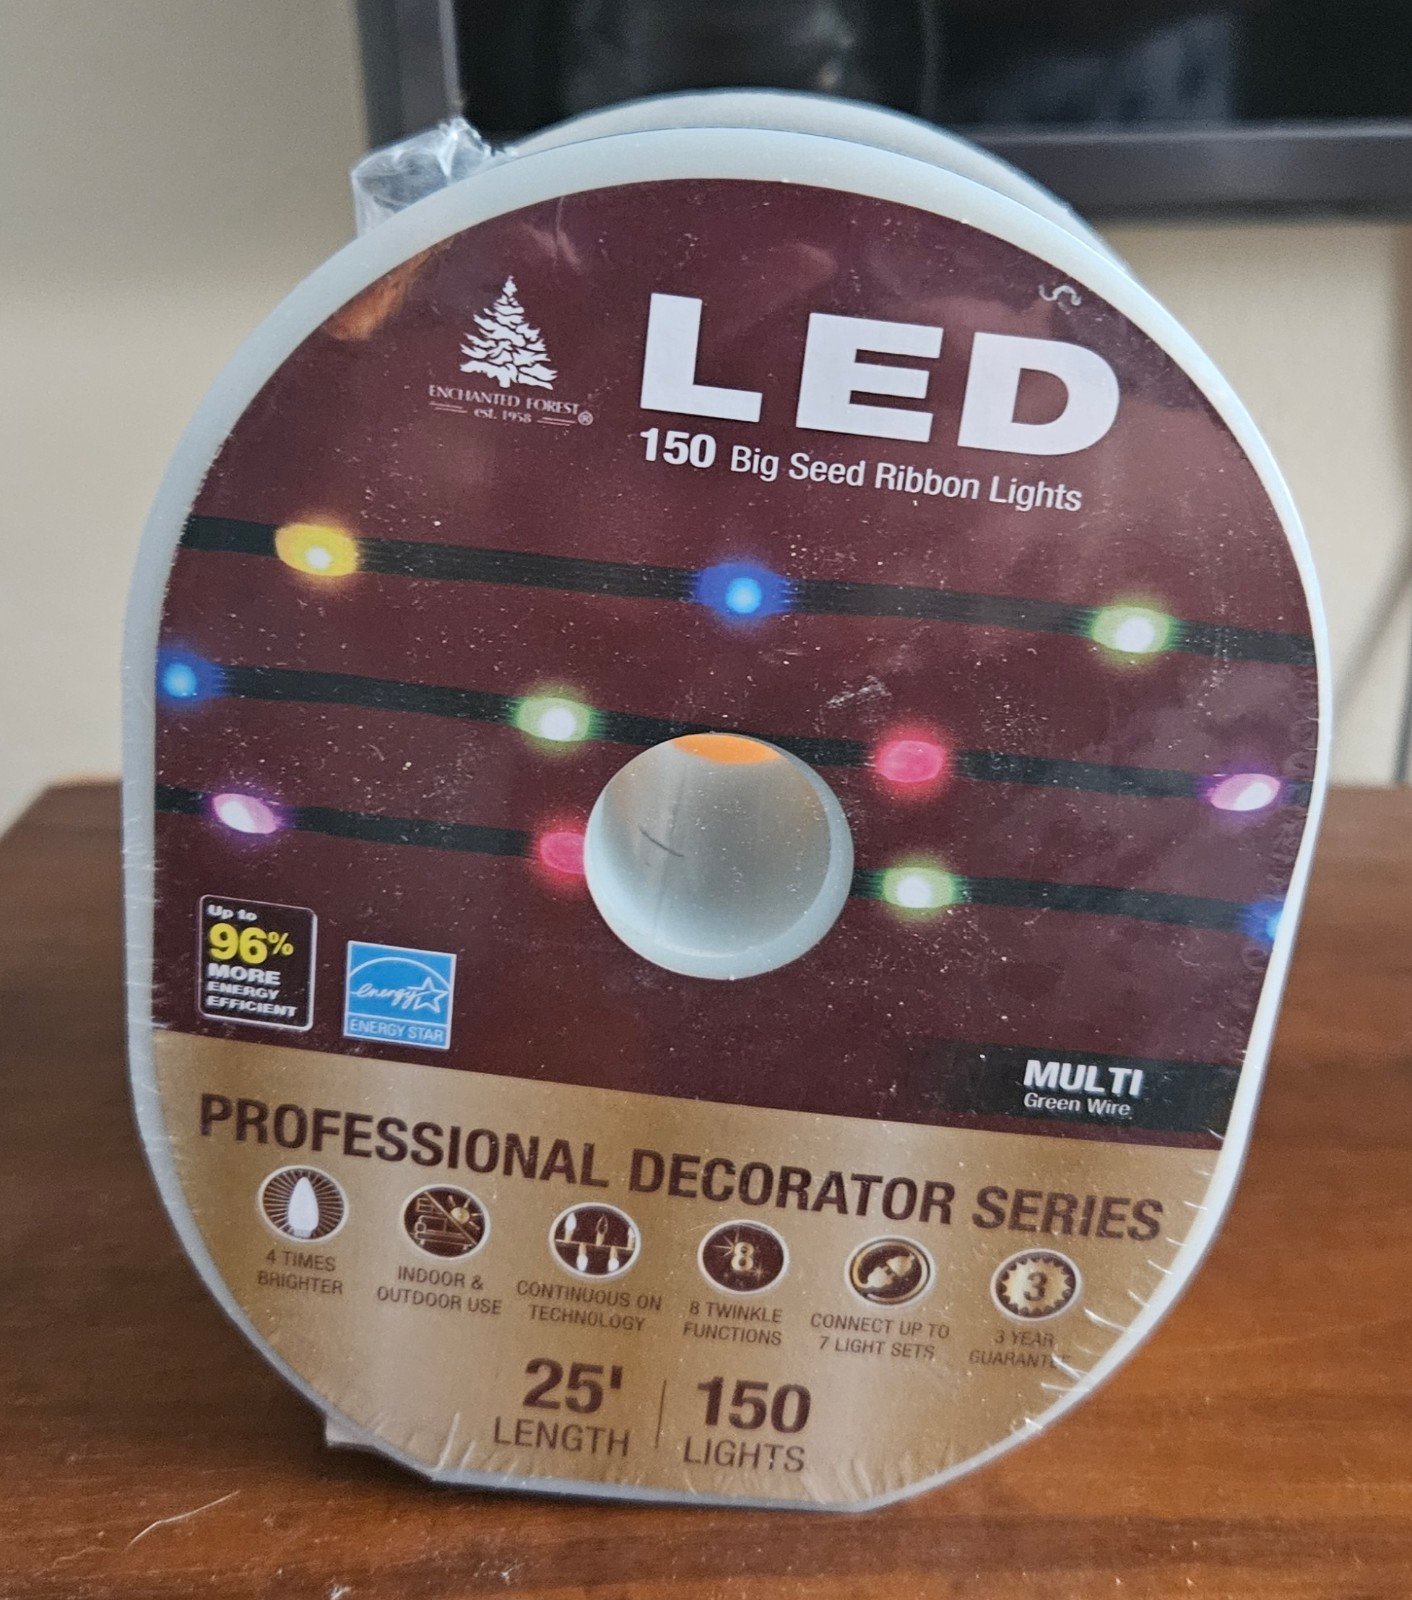 ENCHANTED FOREST®
est. 1958
LED
150 Big Seed Ribbon Lights
Up to
96%
MORE
ENERGY
EFFICIENT
energy
ENERGY STAR
MULTI
Green Wire
PROFESSIONAL DECORATOR SERIES
4 TIMES
BRIGHTER
INDOOR &
OUTDOOR USE
CONTINUOUS ON
TECHNOLOGY
8
8 TWINKLE
FUNCTIONS
CONNECT UP TO
7 LIGHT SETS
3
3 YEAR
GUARANTEE
25'
LENGTH
150
LIGHTS